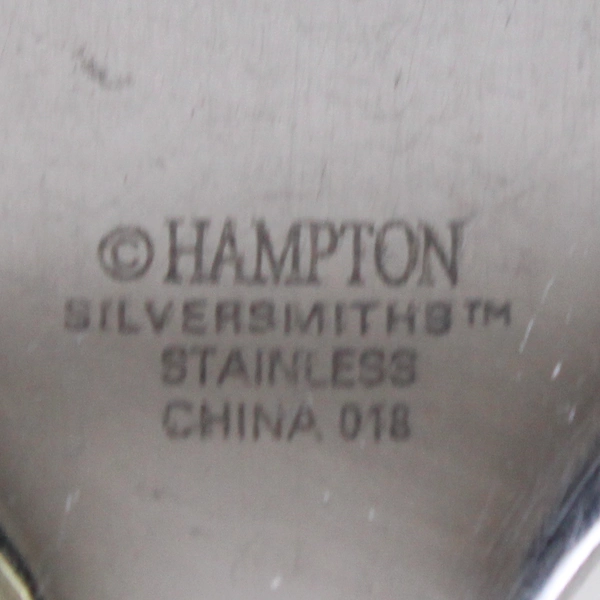 ©HAMPTON
SILVERSMITHS™
STAINLESS
CHINA 018